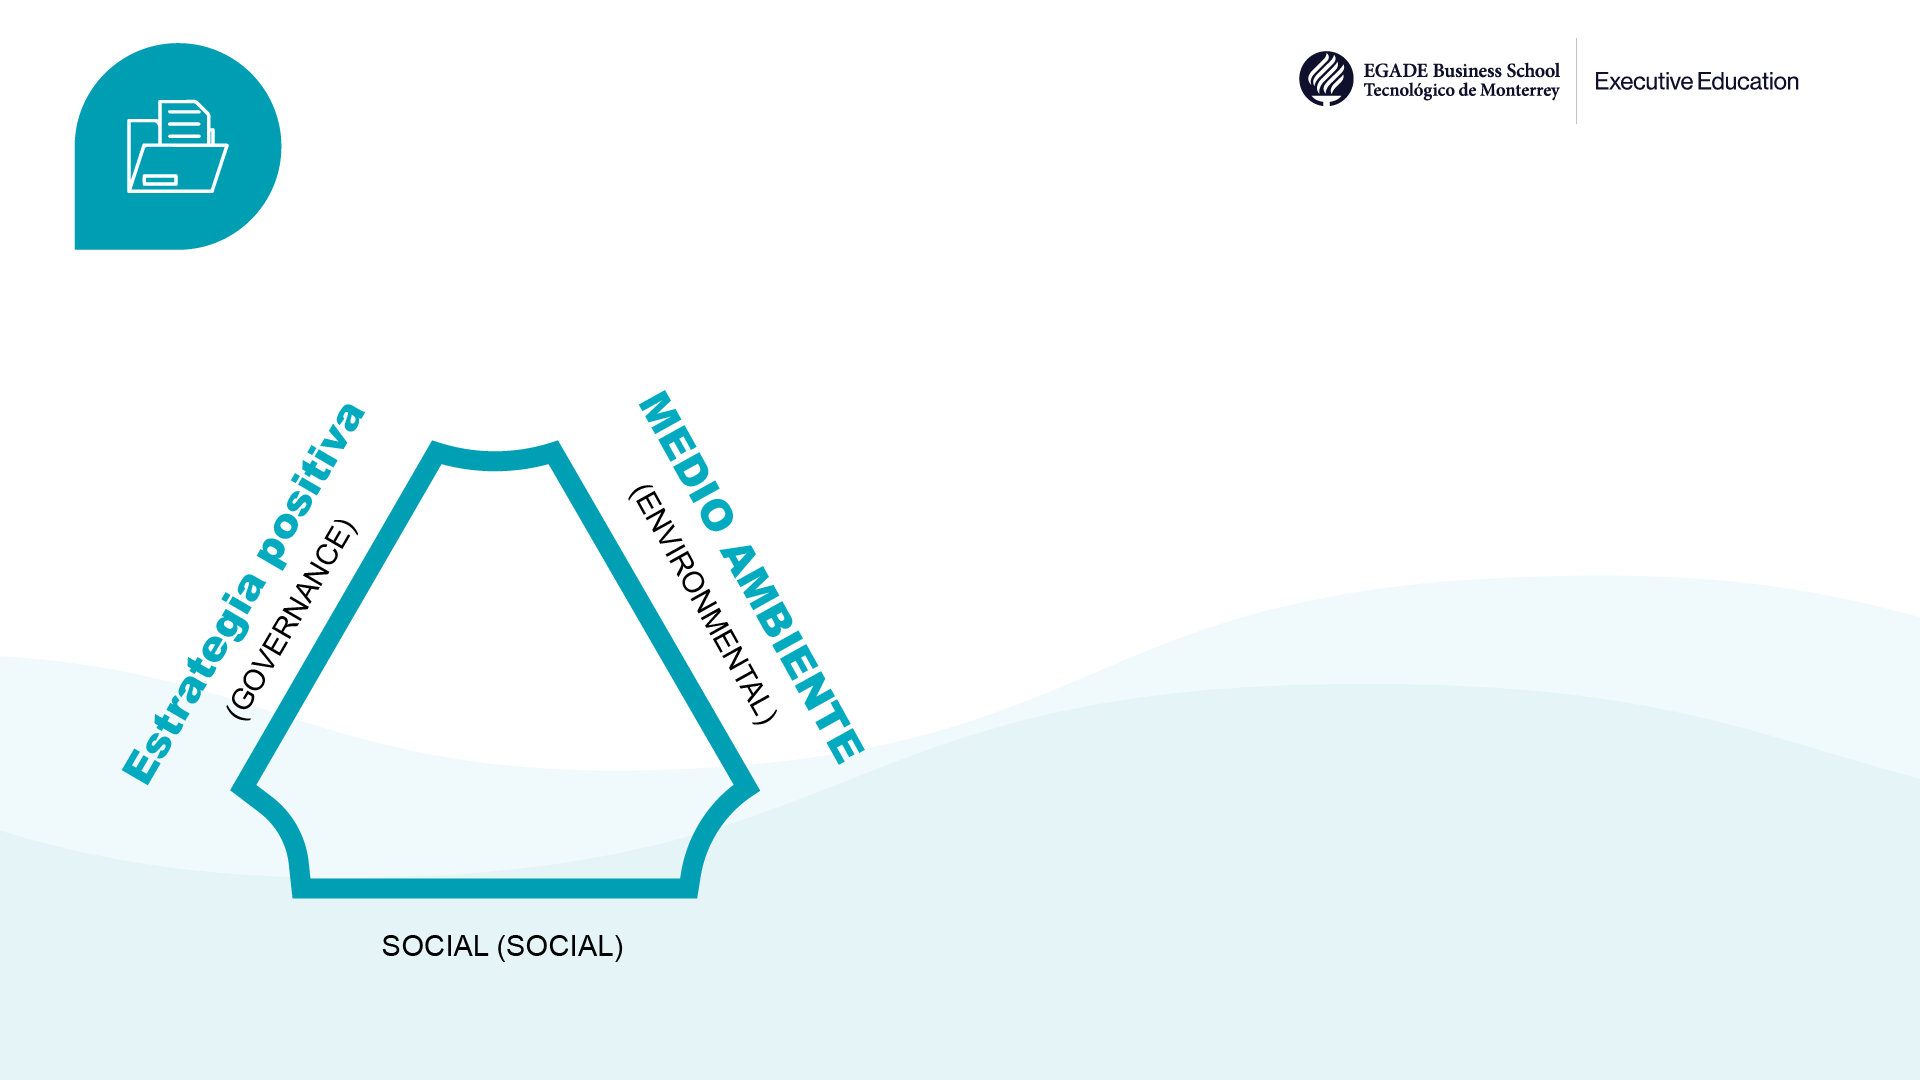 EGADE Business School
Tecnológico de Monterrey
Executive Education
Estrategia positiva
(GOVERNANCE)
MEDIO AMBIENTE
(ENVIRONMENTAL)
SOCIAL (SOCIAL)